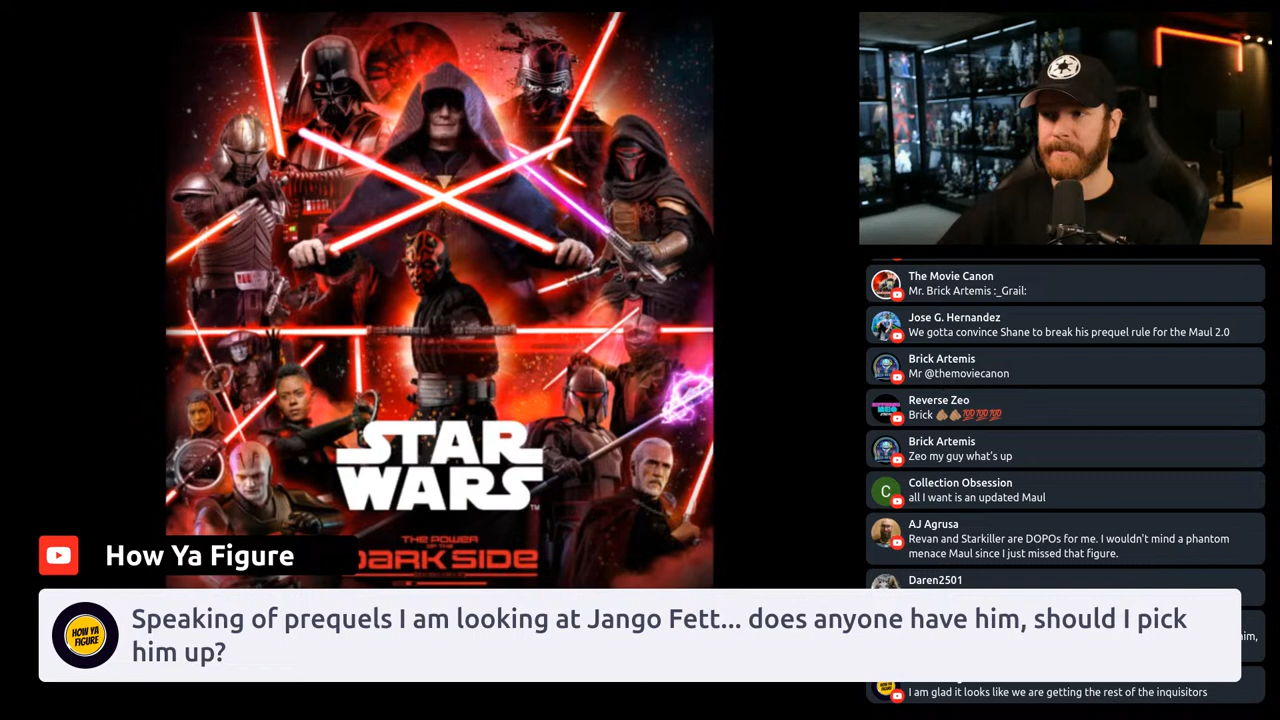 STAR
WARS
TM
THE POWER
OF THE
DARK SIDE
How Ya Figure
HOW YA
FIGURE
Speaking of prequels I am looking at Jango Fett... does anyone have him, should I pick
him up?
The Movie Canon
Mr. Brick Artemis :_Grail:
Jose G. Hernandez
We gotta convince Shane to break his prequel rule for the Maul 2.0
Brick Artemis
Mr @themoviecanon
Reverse Zeo
Brick 💯💯💯
Brick Artemis
Zeo my guy what's up
C
Collection Obsession
all I want is an updated Maul
AJ Agrusa
Revan and Starkiller are DOPOs for me. I wouldn't mind a phantom
menace Maul since I just missed that figure.
Daren2501
him,
I am glad it looks like we are getting the rest of the inquisitors